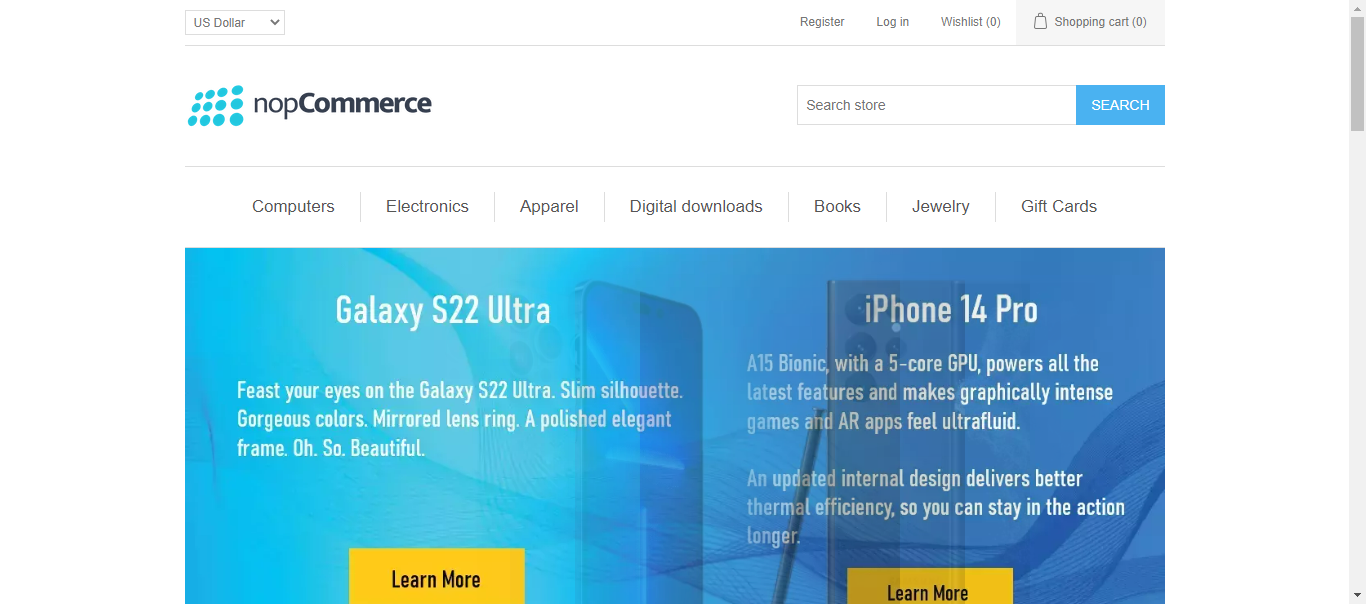 US Dollar
Register
Log in
Wishlist (0)
Shopping cart (0)
nopCommerce
Search store
SEARCH
Computers
Electronics
Apparel
Digital downloads
Books
Jewelry
Gift Cards
Galaxy S22 Ultra
Feast your eyes on the Galaxy S22 Ultra. Slim silhouette.
Gorgeous colors. Mirrored lens ring. A polished elegant
frame. Oh. So. Beautiful.
Learn More
iPhone 14 Pro
A15 Bionic, with a 5-core GPU, powers all the
latest features and makes graphically intense
games and AR apps feel ultrafluid.
An updated internal design delivers better
thermal efficiency, so you can stay in the action
longer.
Learn More